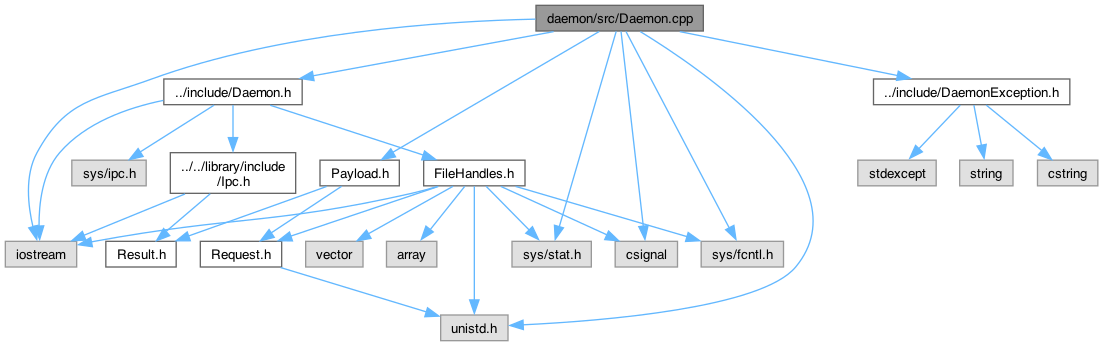 daemon/src/Daemon.cpp
../include/Daemon.h
../include/DaemonException.h
sys/ipc.h
../../library/include
/Ipc.h
Payload.h
FileHandles.h
stdexcept
string
cstring
iostream
Result.h
Request.h
vector
array
sys/stat.h
csignal
sys/fcntl.h
unistd.h